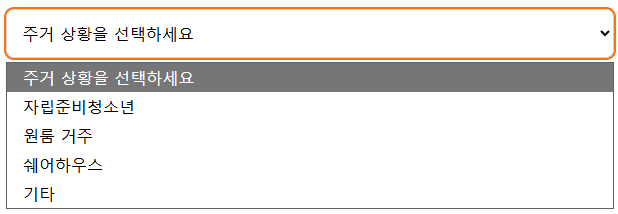 주거 상황을 선택하세요
주거 상황을 선택하세요
자립준비청소년
원룸 거주
쉐어하우스
기타